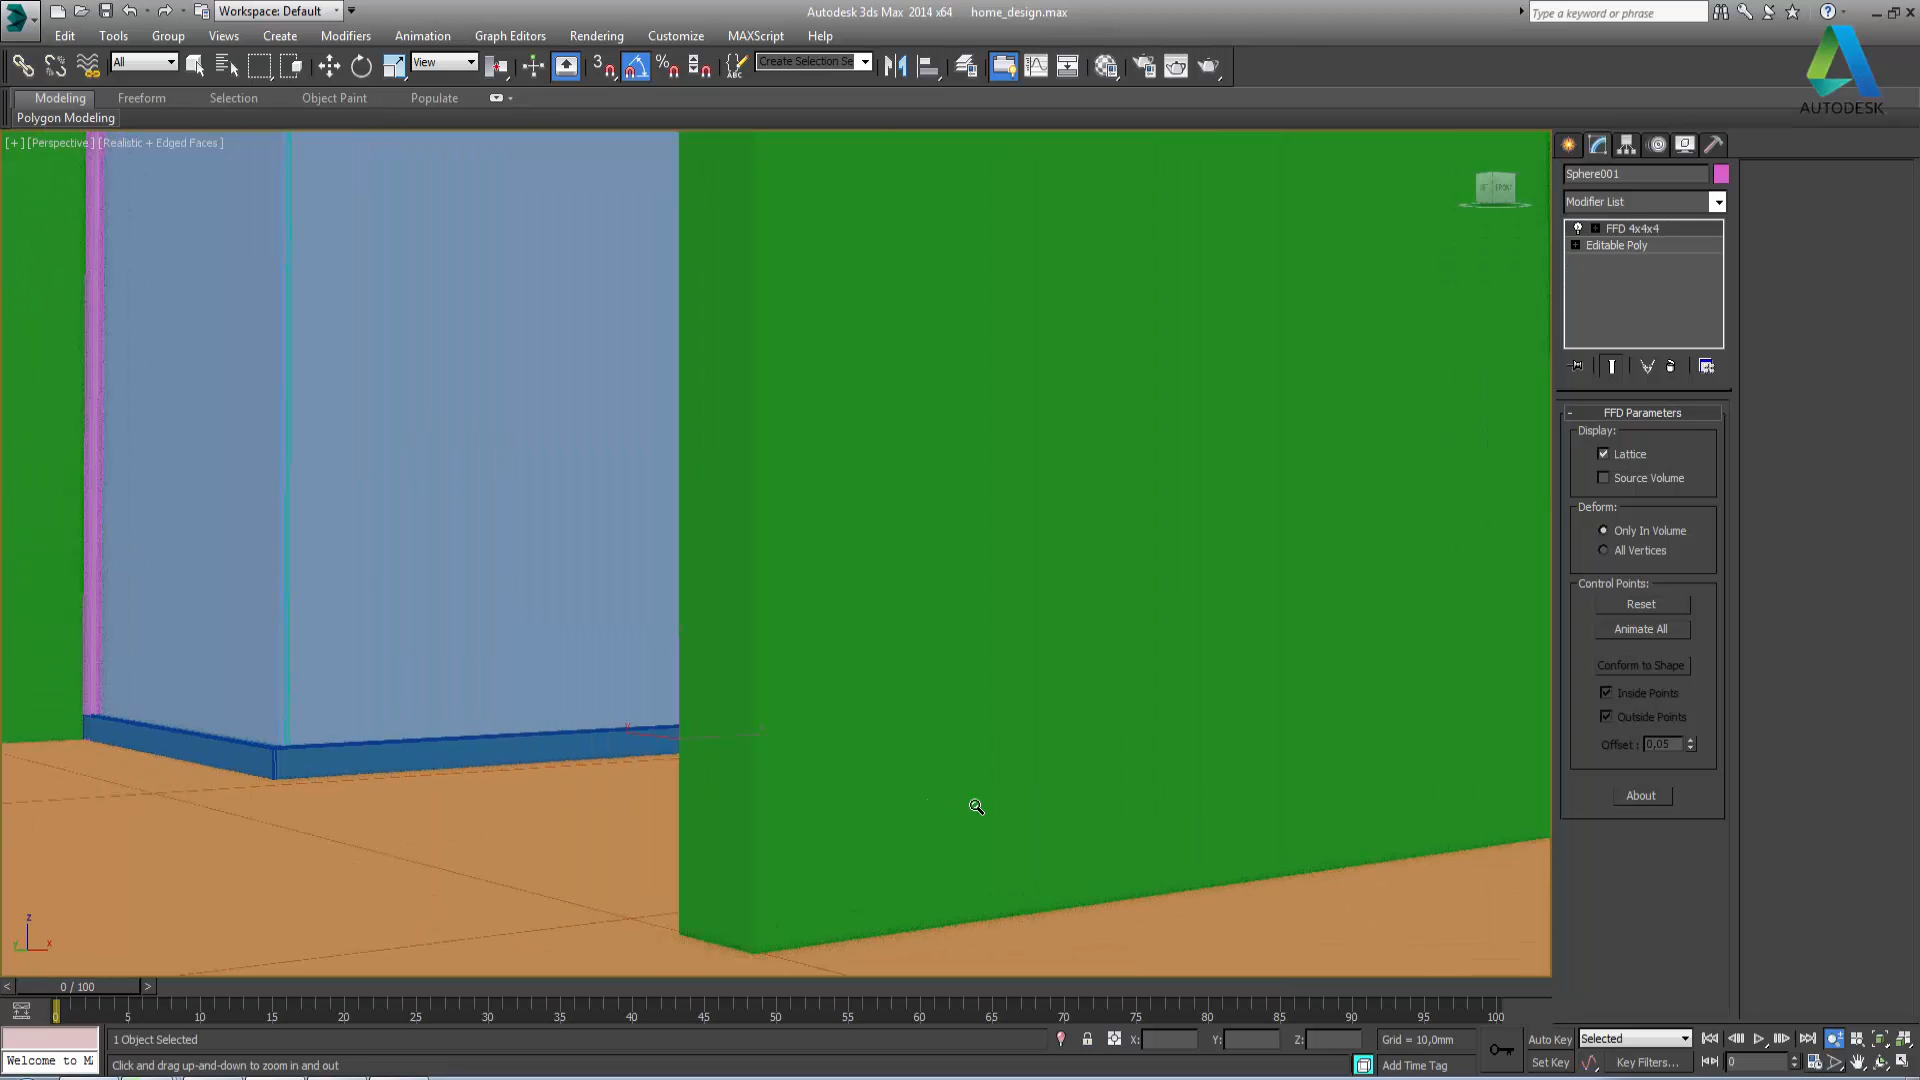 Workspace: Default
Autodesk 3ds Max 2014 x64 home_design.max
Type a keyword or phrase
Edit Tools Group Views Create Modifiers Animation Graph Editors Rendering Customize MAXScript Help
All
View
3
Create Selection Se
AUTODESK
Modeling Freeform Selection Object Paint Populate
Polygon Modeling
[+] [Perspective] [Realistic + Edged Faces]
FRONT
Sphere001
Modifier List
FFD 4x4x4
Editable Poly
FFD Parameters
Display:
Lattice
Source Volume
Deform:
Only In Volume
All Vertices
Control Points:
Reset
Animate All
Conform to Shape
Inside Points
Outside Points
Offset : 0,05
About
z
y x
0 / 100
0 5 10 15 20 25 30 35 40 45 50 55 60 65 70 75 80 85 90 95 100
1 Object Selected
X: Y: Z: Grid = 10,0mm
Auto Key Selected
Welcome to Mi
Click and drag up-and-down to zoom in and out
Add Time Tag
Set Key Key Filters... 0